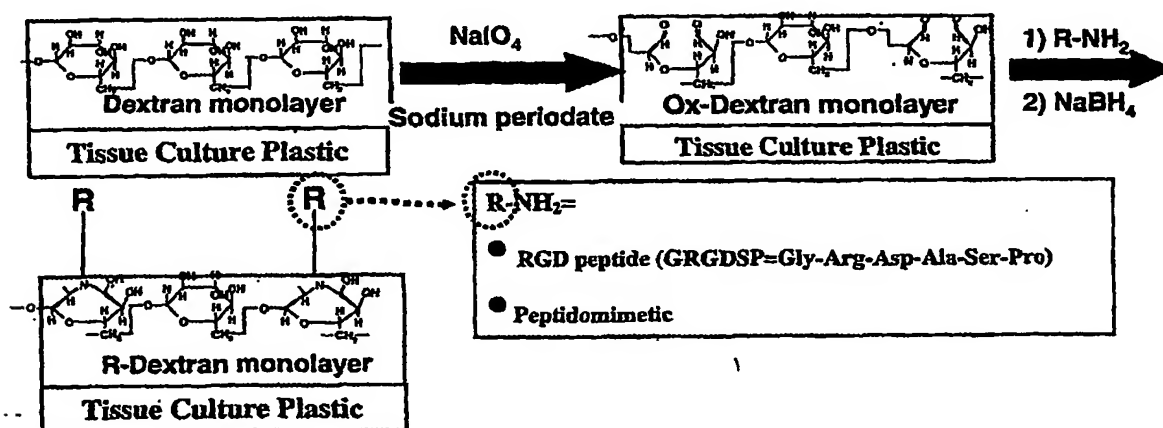 Dextran monolayer
Tissue Culture Plastic
NaIO4
Sodium periodate
Ox-Dextran monolayer
Tissue Culture Plastic
1) R-NH2
2) NaBH4
R
R
R-NH2=
● RGD peptide (GRGDSP=Gly-Arg-Asp-Ala-Ser-Pro)
● Peptidomimetic
R-Dextran monolayer
Tissue Culture Plastic